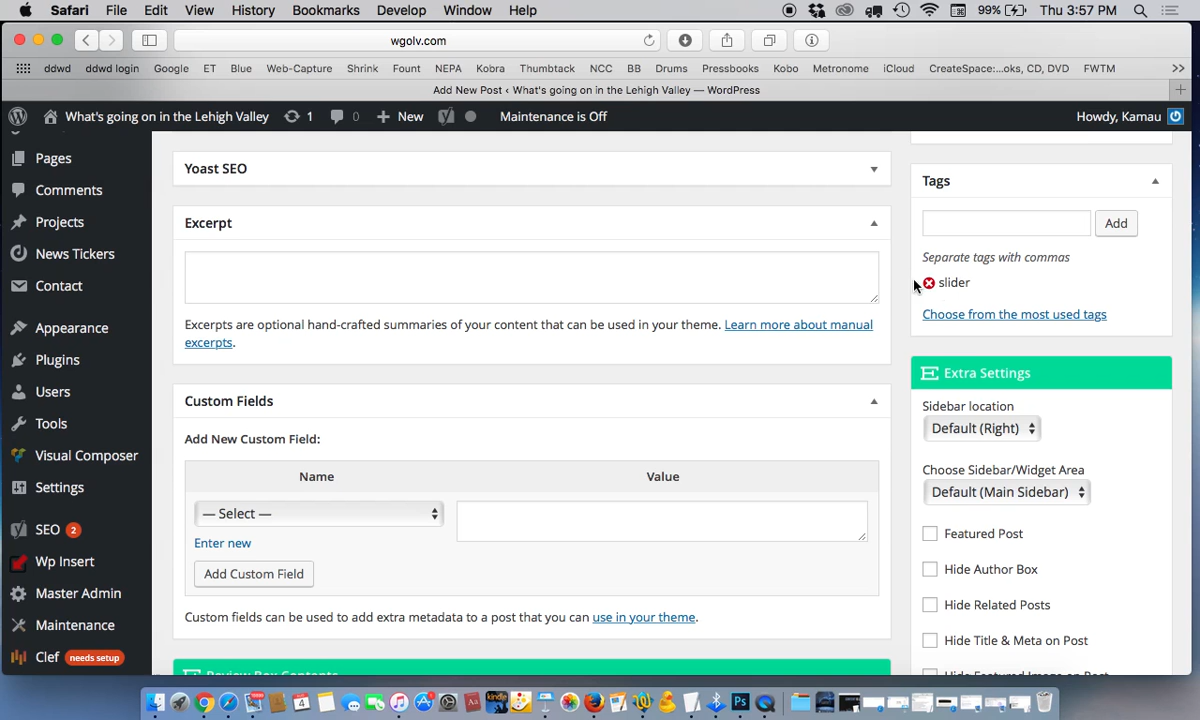 Safari File Edit View History Bookmarks Develop Window Help 99% Thu 3:57 PM
wgolv.com
ddwd ddwd login Google ET Blue Web-Capture Shrink Fount NEPA Kobra Thumbtack NCC BB Drums Pressbooks Kobo Metronome iCloud CreateSpace:...oks, CD, DVD FWTM >>
Add New Post ‹ What's going on in the Lehigh Valley — WordPress +
What's going on in the Lehigh Valley 1 0 + New Maintenance is Off Howdy, Kamau
Pages
Comments
Projects
News Tickers
Contact
Appearance
Plugins
Users
Tools
Visual Composer
Settings
SEO 2
Wp Insert
Master Admin
Maintenance
Clef needs setup
Yoast SEO
Excerpt
Excerpts are optional hand-crafted summaries of your content that can be used in your theme. Learn more about manual
excerpts.
Custom Fields
Add New Custom Field:
Name Value
— Select —
Enter new
Add Custom Field
Custom fields can be used to add extra metadata to a post that you can use in your theme.
Review Box Contents
Tags
Add
Separate tags with commas
slider
Choose from the most used tags
Extra Settings
Sidebar location
Default (Right)
Choose Sidebar/Widget Area
Default (Main Sidebar)
Featured Post
Hide Author Box
Hide Related Posts
Hide Title & Meta on Post
Hide Featured Image on Post